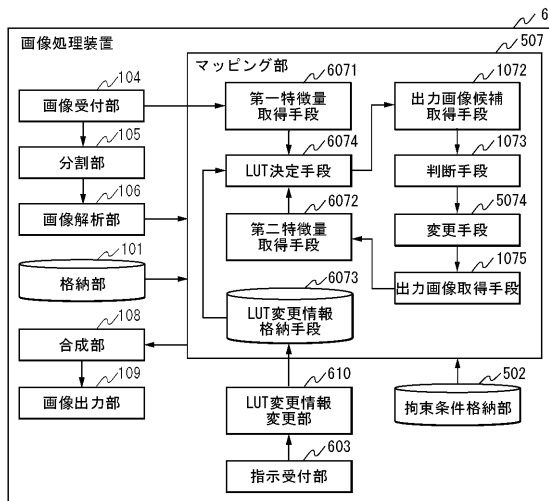 6
画像処理装置
507
マッピング部
104
画像受付部
6071
第一特徴量
取得手段
1072
出力画像候補
取得手段
105
分割部
6074
LUT決定手段
1073
判断手段
106
画像解析部
6072
第二特徴量
取得手段
5074
変更手段
101
格納部
6073
LUT変更情報
格納手段
1075
出力画像取得手段
108
合成部
109
画像出力部
610
LUT変更情報
変更部
502
拘束条件格納部
603
指示受付部